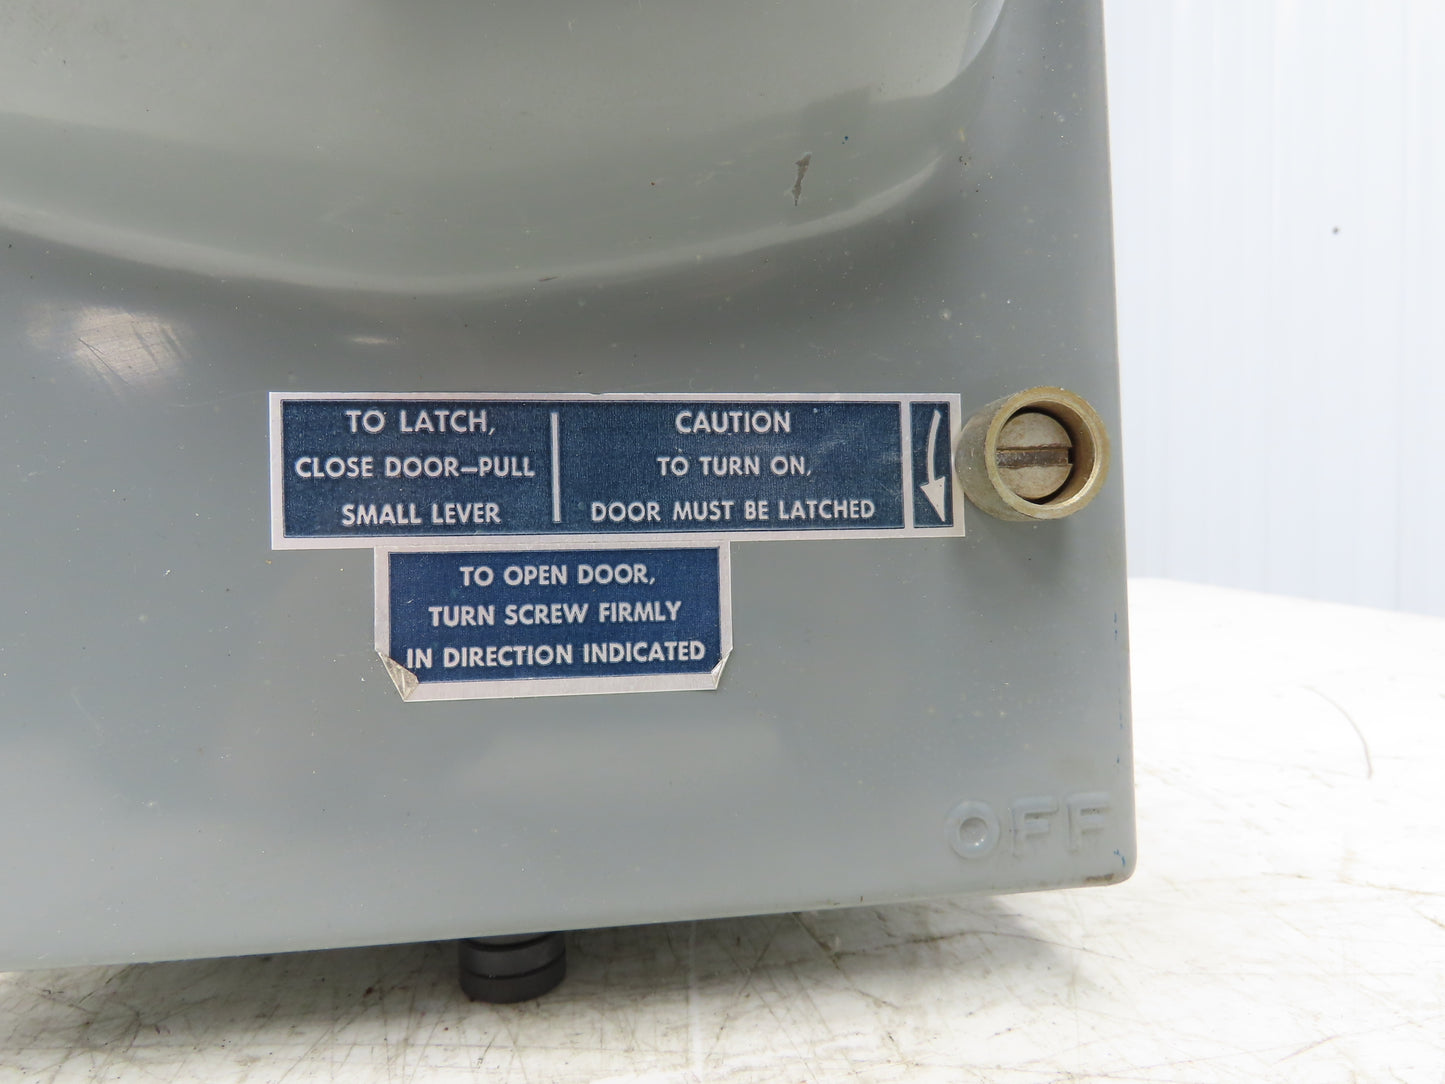 TO LATCH,
CLOSE DOOR—PULL
SMALL LEVER
CAUTION
TO TURN ON,
DOOR MUST BE LATCHED
TO OPEN DOOR,
TURN SCREW FIRMLY
IN DIRECTION INDICATED
OFF